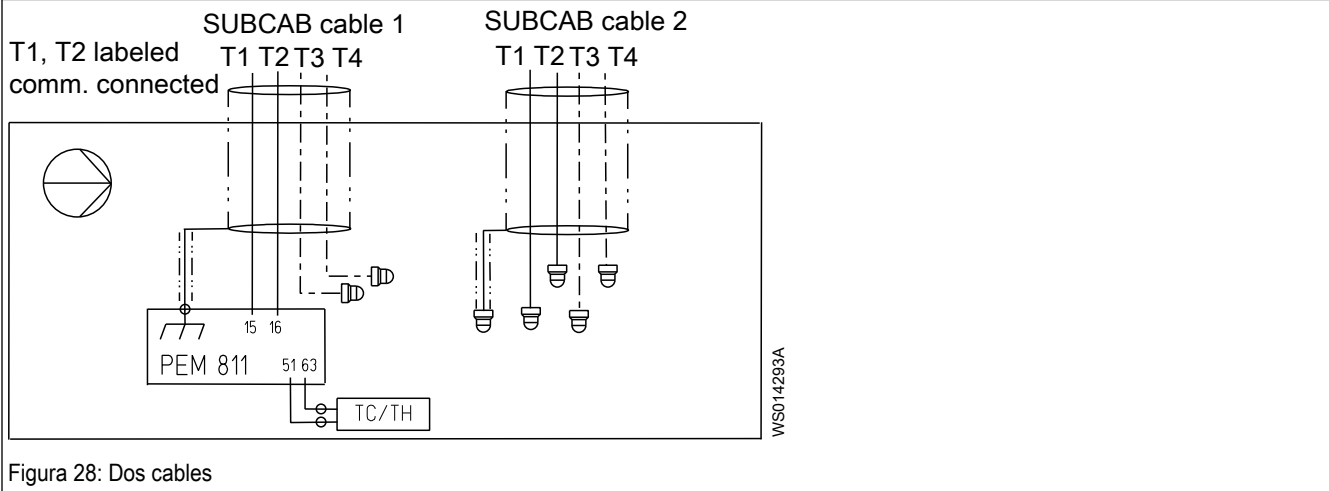 SUBCAB cable 1
SUBCAB cable 2
T1, T2 labeled
comm. connected
T1 T2 T3 T4
T1 T2 T3 T4
15 16
PEM 811
51 63
TC/TH
WS014293A
Figura 28: Dos cables